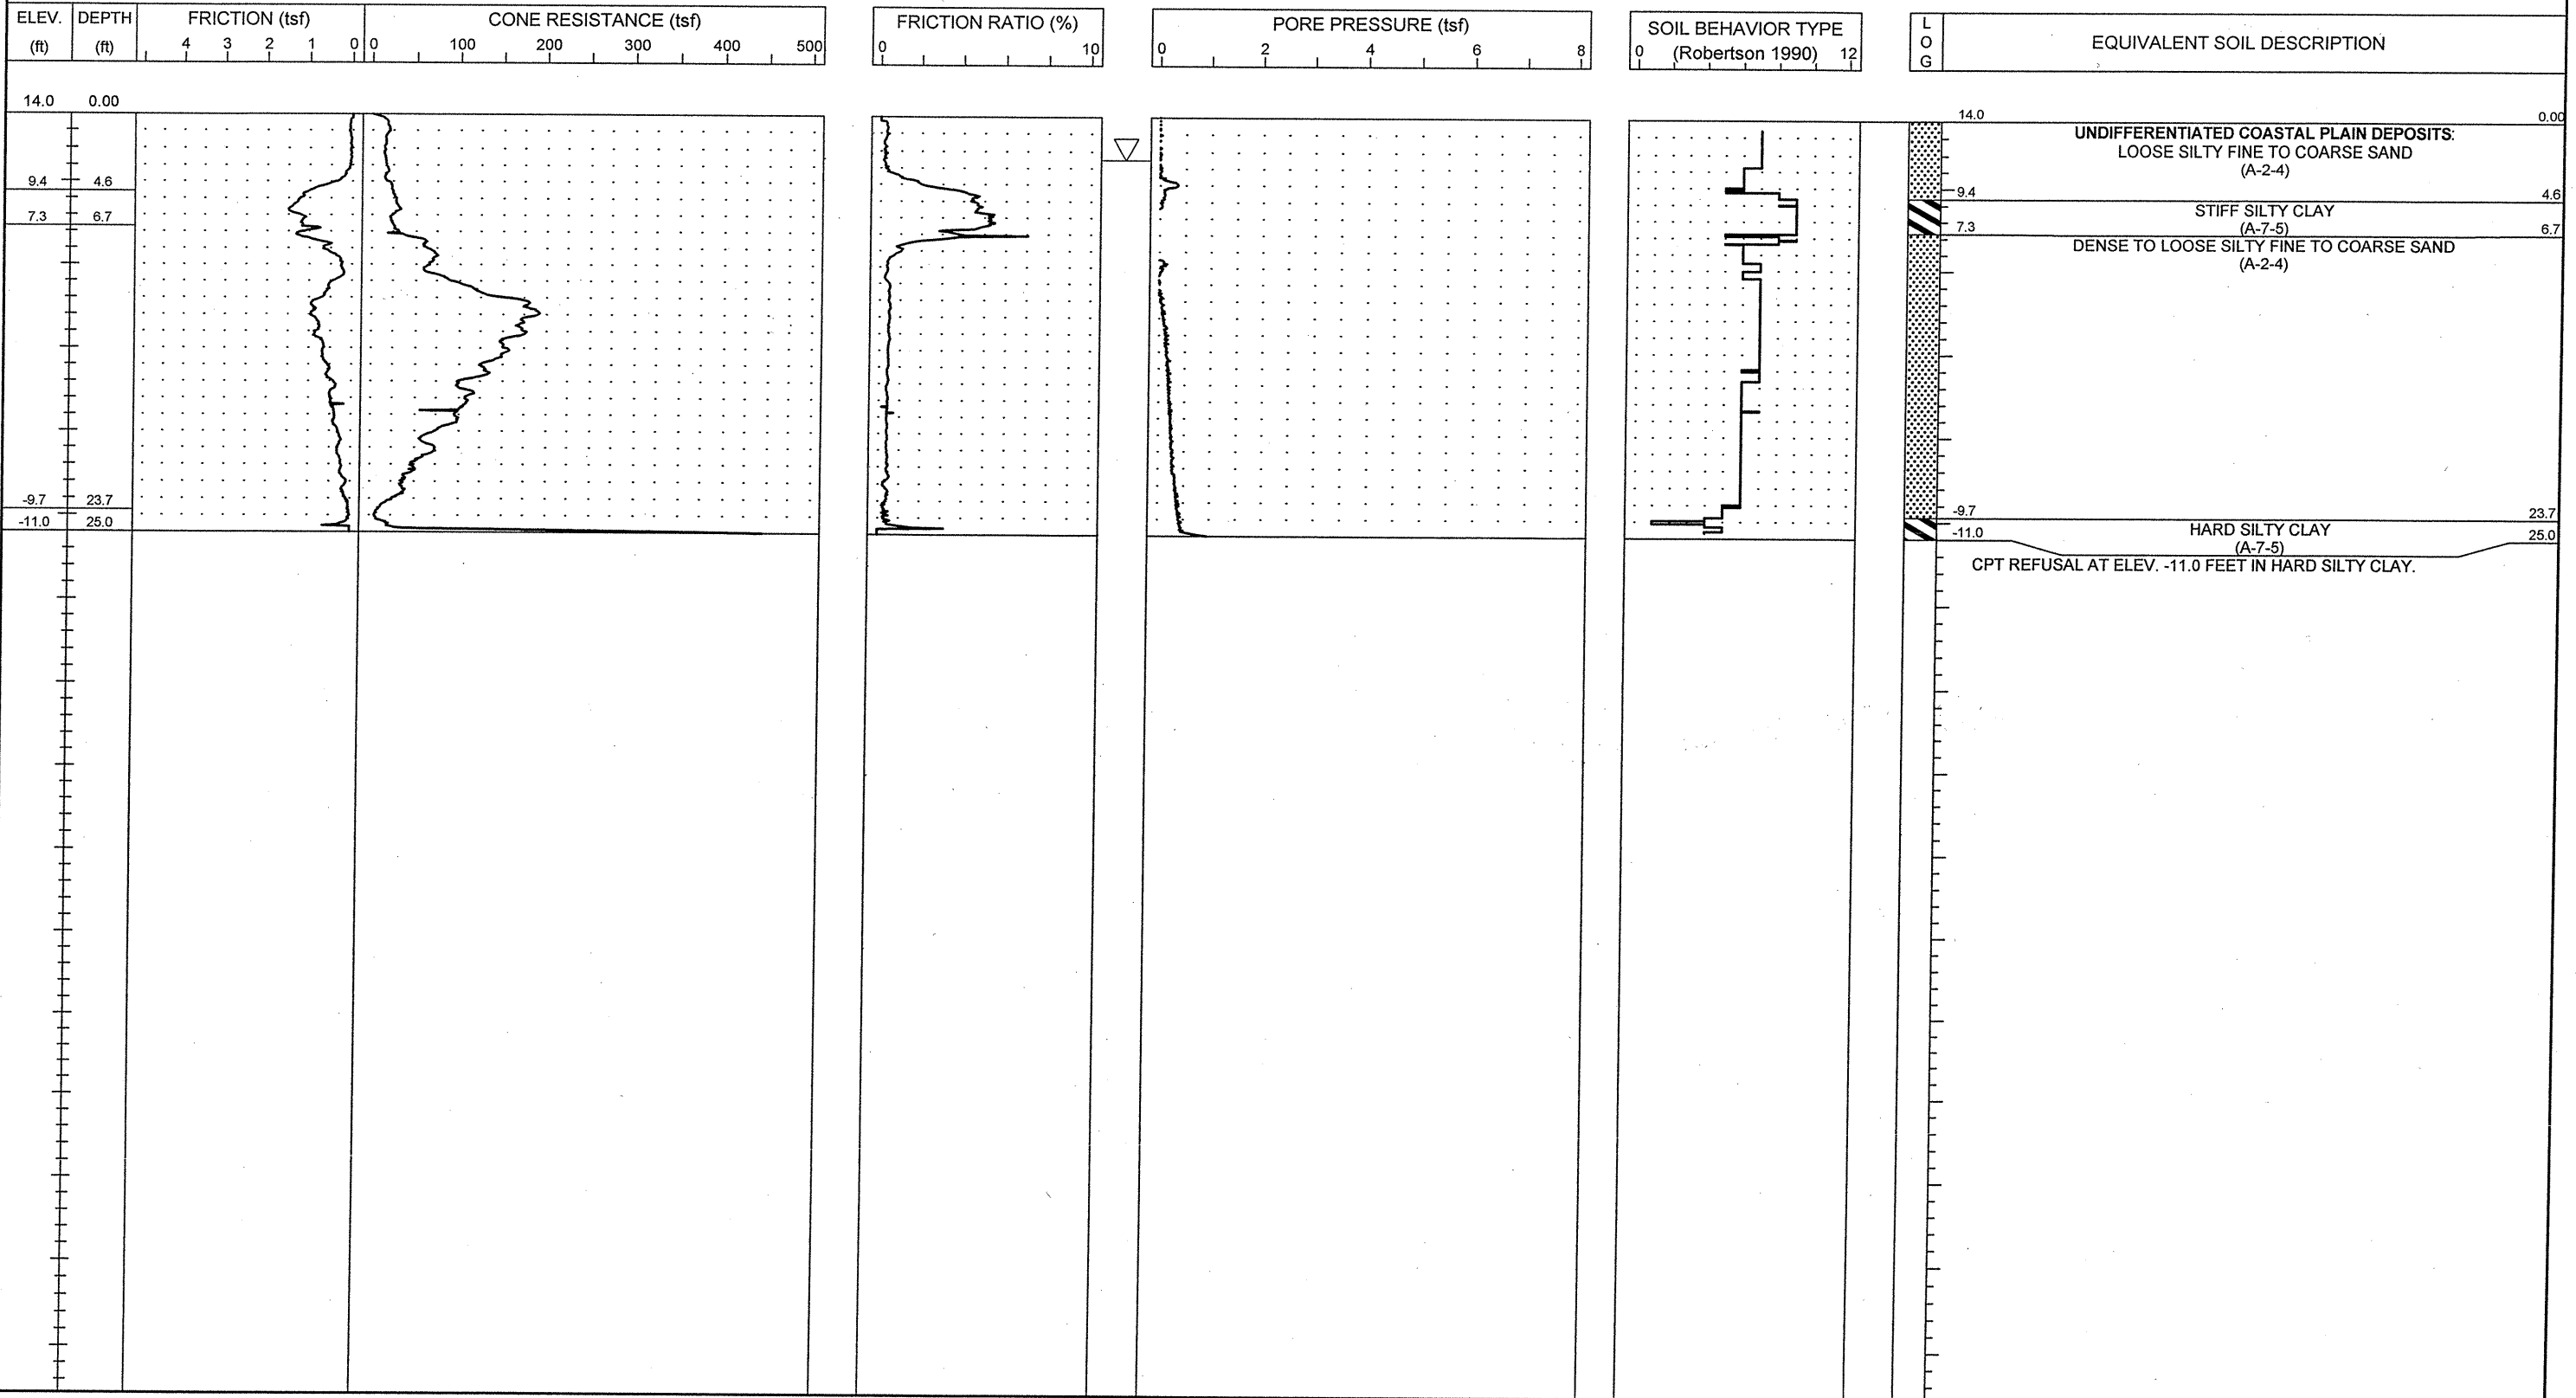 ELEV. DEPTH FRICTION (tsf) CONE RESISTANCE (tsf) FRICTION RATIO (%) PORE PRESSURE (tsf) SOIL BEHAVIOR TYPE L
(ft) (ft) 4 3 2 1 0 0 100 200 300 400 500 0 10 0 2 4 6 8 0 (Robertson 1990) 12 O EQUIVALENT SOIL DESCRIPTION
G
14.0 0.00
14.0 0.00
UNDIFFERENTIATED COASTAL PLAIN DEPOSITS:
LOOSE SILTY FINE TO COARSE SAND
(A-2-4)
9.4 4.6
9.4 4.6
STIFF SILTY CLAY
(A-7-5)
7.3 6.7
7.3 6.7
DENSE TO LOOSE SILTY FINE TO COARSE SAND
(A-2-4)
-9.7 23.7
-9.7 23.7
HARD SILTY CLAY
-11.0 25.0
-11.0 25.0
(A-7-5)
CPT REFUSAL AT ELEV. -11.0 FEET IN HARD SILTY CLAY.